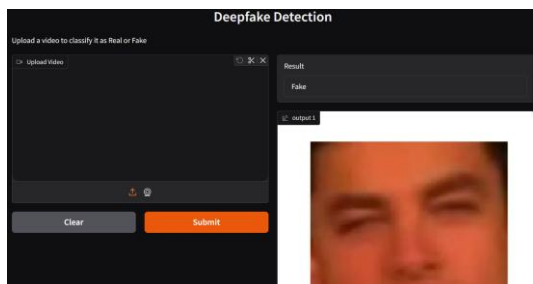 Deepfake Detection
Upload a video to classify it as Real or Fake
Upload Video
Result
Fake
output 1
Clear
Submit